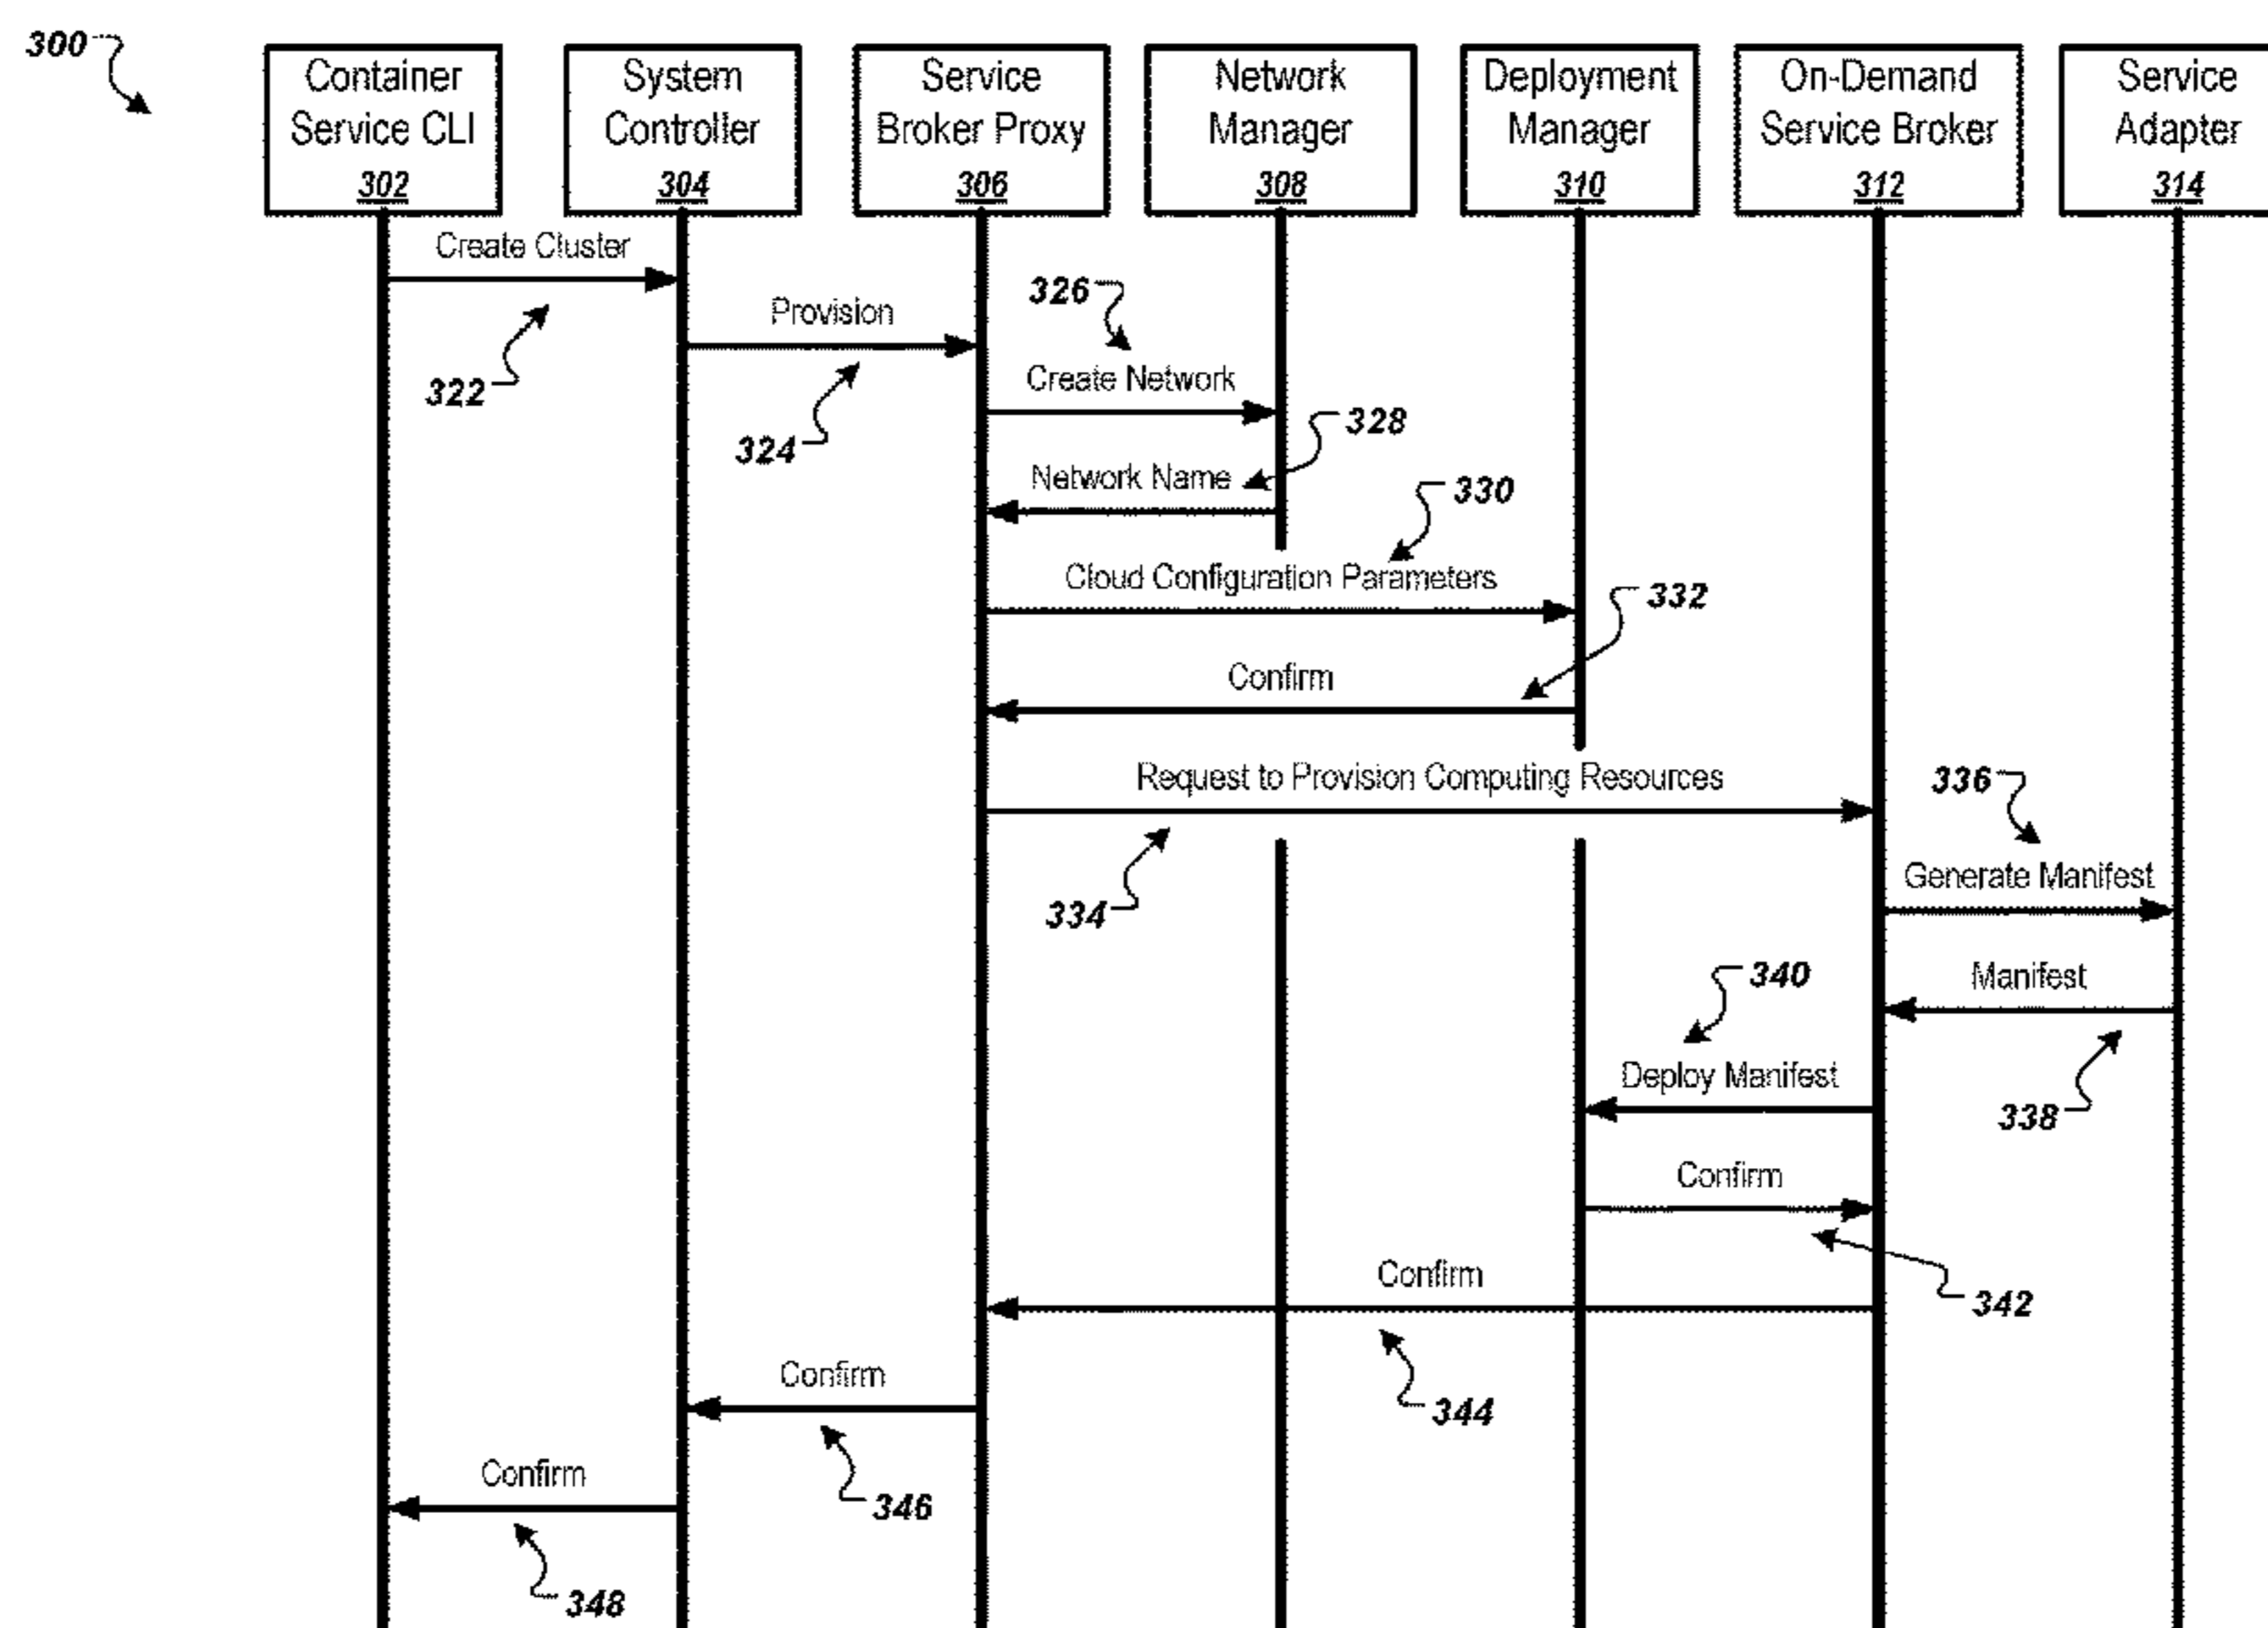 300
Container
Service CLI
302
System
Controller
304
Service
Broker Proxy
306
Network
Manager
308
Deployment
Manager
310
On-Demand
Service Broker
312
Service
Adapter
314
Create Cluster
322
Provision
324
326
Create Network
328
Network Name
330
Cloud Configuration Parameters
332
Confirm
Request to Provision Computing Resources
334
336
Generate Manifest
Manifest
338
340
Deploy Manifest
Confirm
342
Confirm
344
Confirm
346
Confirm
348